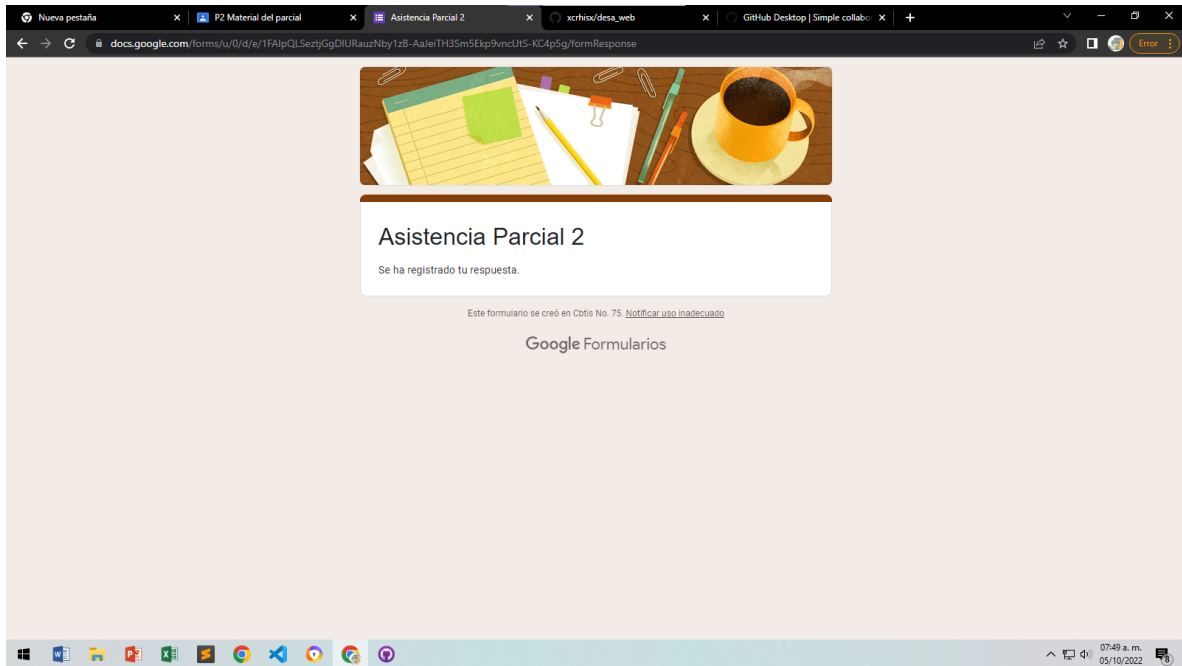 Nueva pestaña
P2 Material del parcial
Asistencia Parcial 2
xcrhisx/desa_web
GitHub Desktop | Simple collabo
docs.google.com/forms/u/0/d/e/1FAIpQLSeztjGgDIURauzNby1zB-AaJeiTH3Sm5Ekp9vncUtS-KC4pSg/formResponse
Error
Asistencia Parcial 2
Se ha registrado tu respuesta.
Este formulario se creó en Cbtis No. 75. Notificar uso inadecuado
Google Formularios
07:49 a. m.
05/10/2022
8